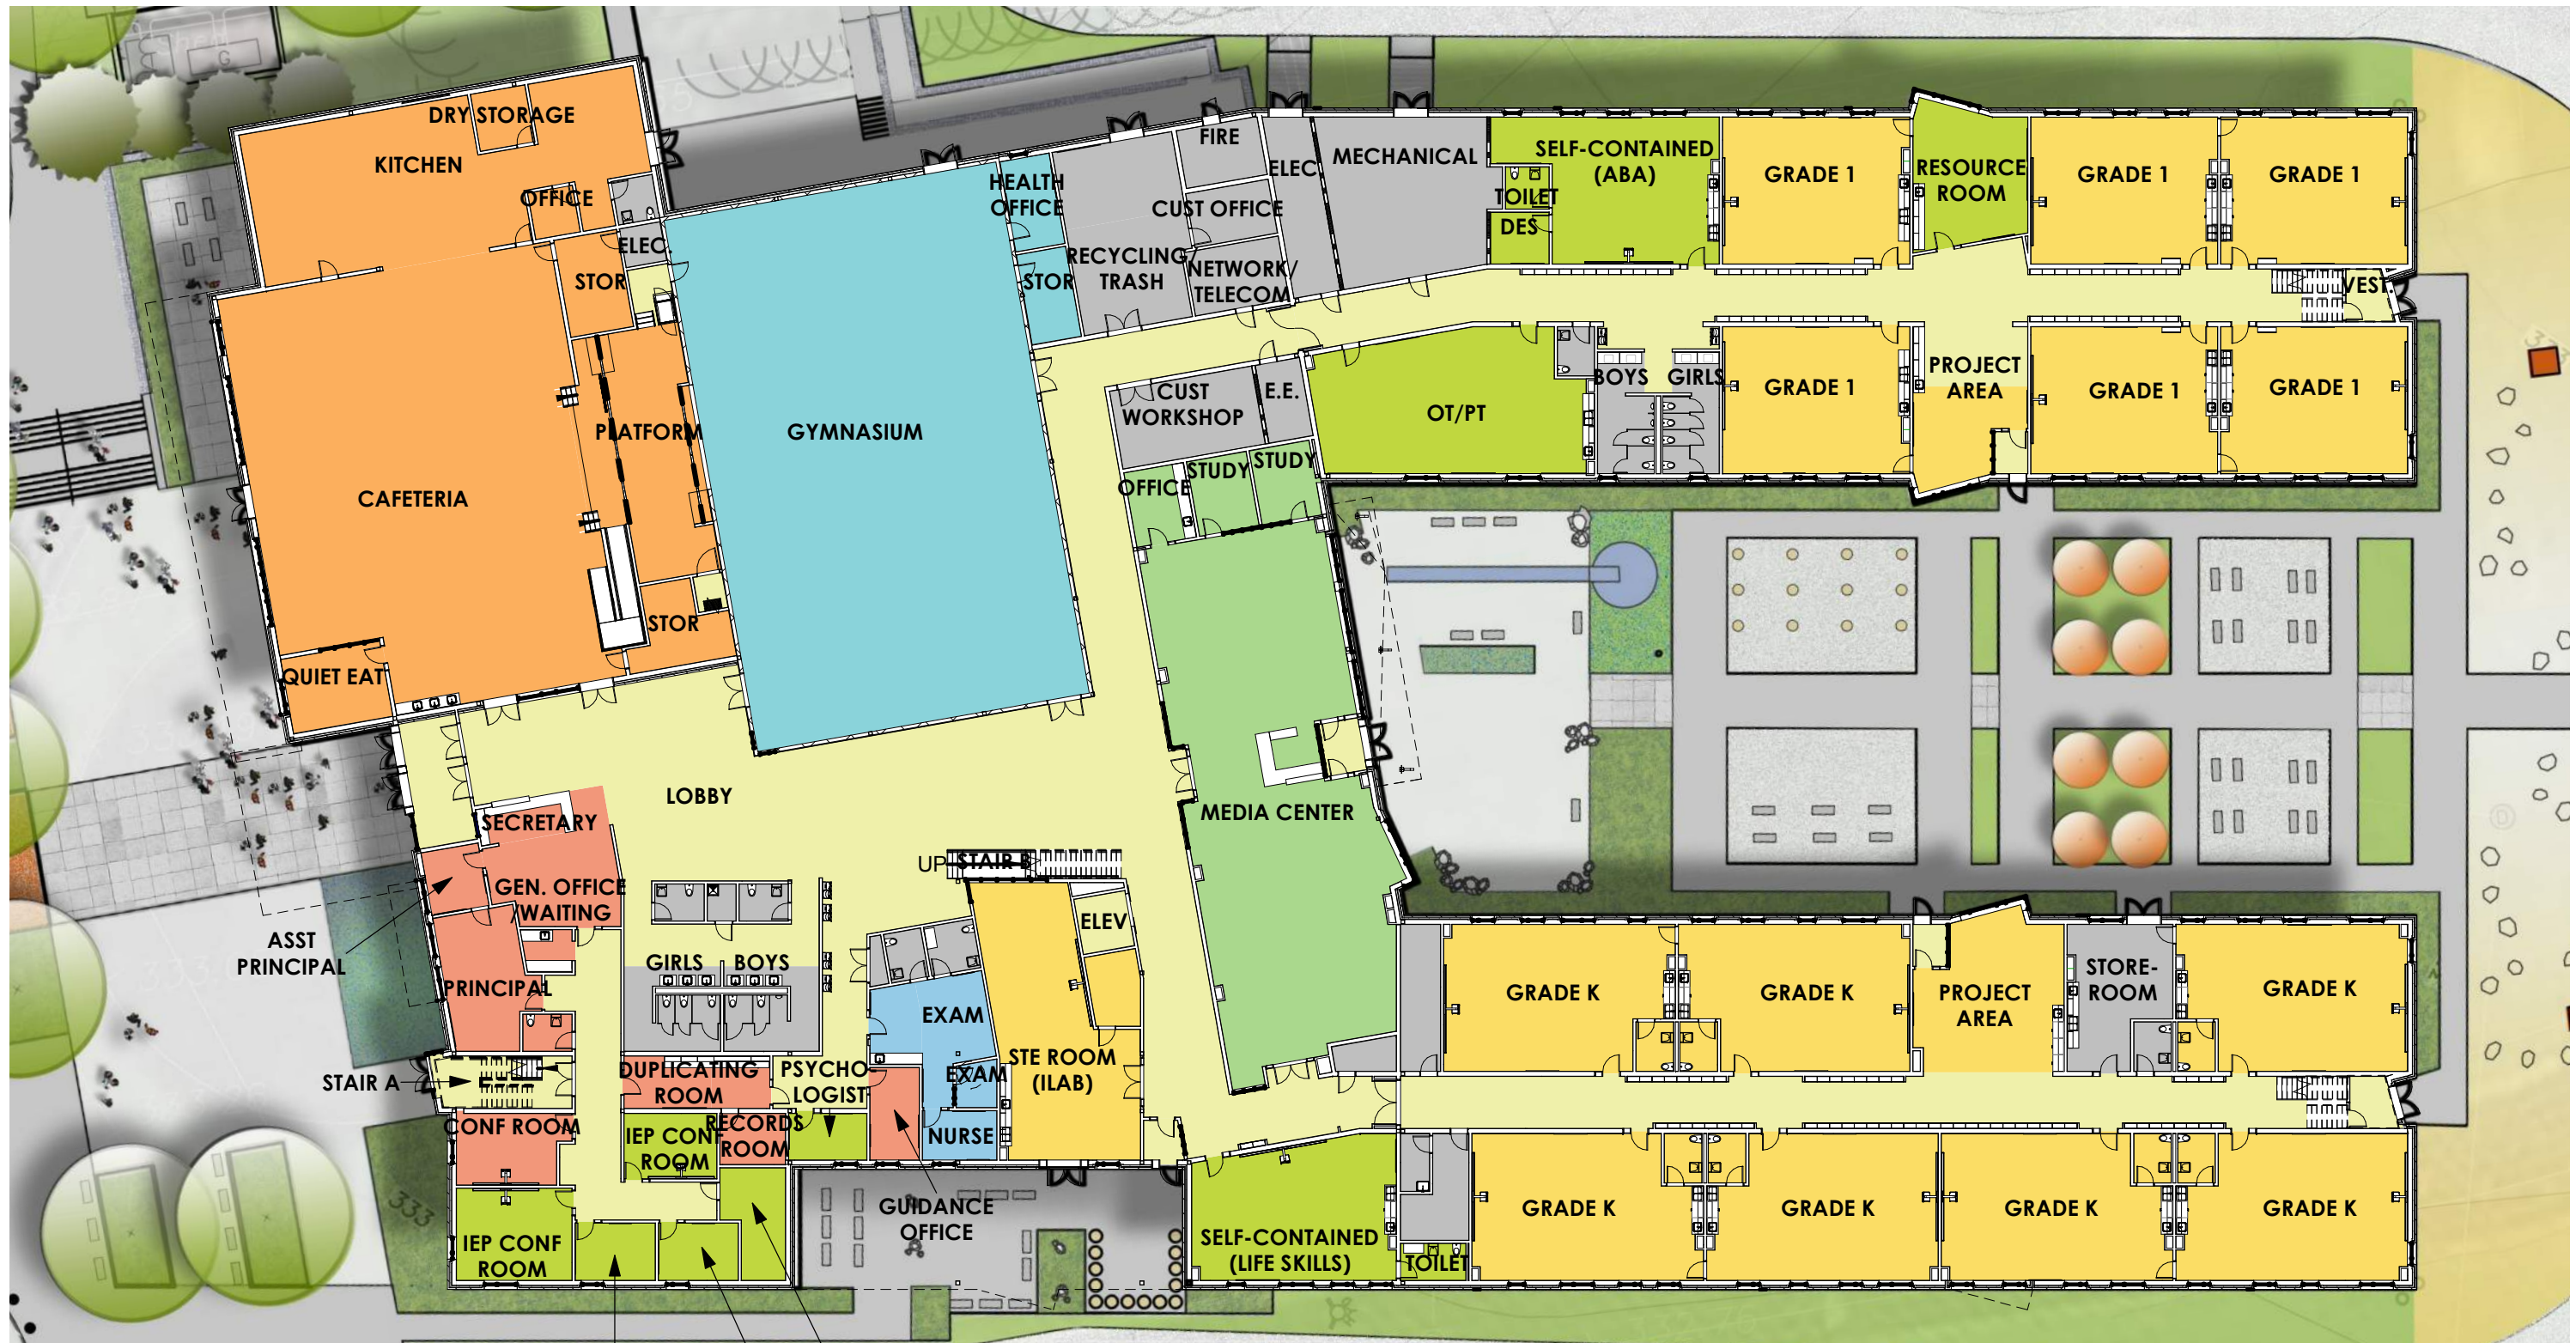 DRY STORAGE
KITCHEN
OFFICE
ELEC.
STOR
PLATFORM
CAFETERIA
STOR
QUIET EAT
GYMNASIUM
HEALTH
OFFICE
STOR
RECYCLING/
TRASH
FIRE
CUST OFFICE
NETWORK/
TELECOM
ELEC.
MECHANICAL
SELF-CONTAINED
(ABA)
TOILET
DES
GRADE 1
RESOURCE
ROOM
GRADE 1
GRADE 1
VEST.
CUST
WORKSHOP
E.E.
OFFICE
STUDY
STUDY
OT/PT
BOYS
GIRLS
GRADE 1
PROJECT
AREA
GRADE 1
GRADE 1
MEDIA CENTER
LOBBY
UP
STAIR B
SECRETARY
GEN. OFFICE
/WAITING
ASST
PRINCIPAL
PRINCIPAL
STAIR A
CONF ROOM
IEP CONF
ROOM
GIRLS
BOYS
DUPLICATING
ROOM
PSYCHO-
LOGIST
IEP CONF
ROOM
RECORDS
ROOM
EXAM
EXAM
NURSE
GUIDANCE
OFFICE
STE ROOM
(ILAB)
ELEV
SELF-CONTAINED
(LIFE SKILLS)
TOILET
GRADE K
GRADE K
PROJECT
AREA
STORE-
ROOM
GRADE K
GRADE K
GRADE K
GRADE K
GRADE K
333